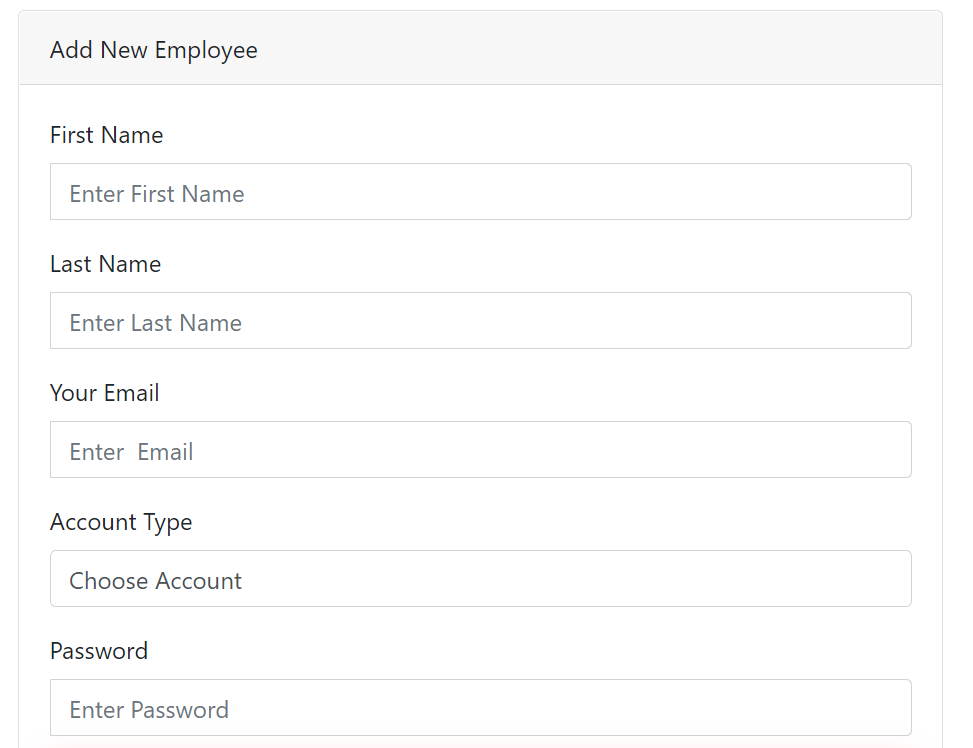 Add New Employee
First Name
Enter First Name
Last Name
Enter Last Name
Your Email
Enter  Email
Account Type
Choose Account
Password
Enter Password